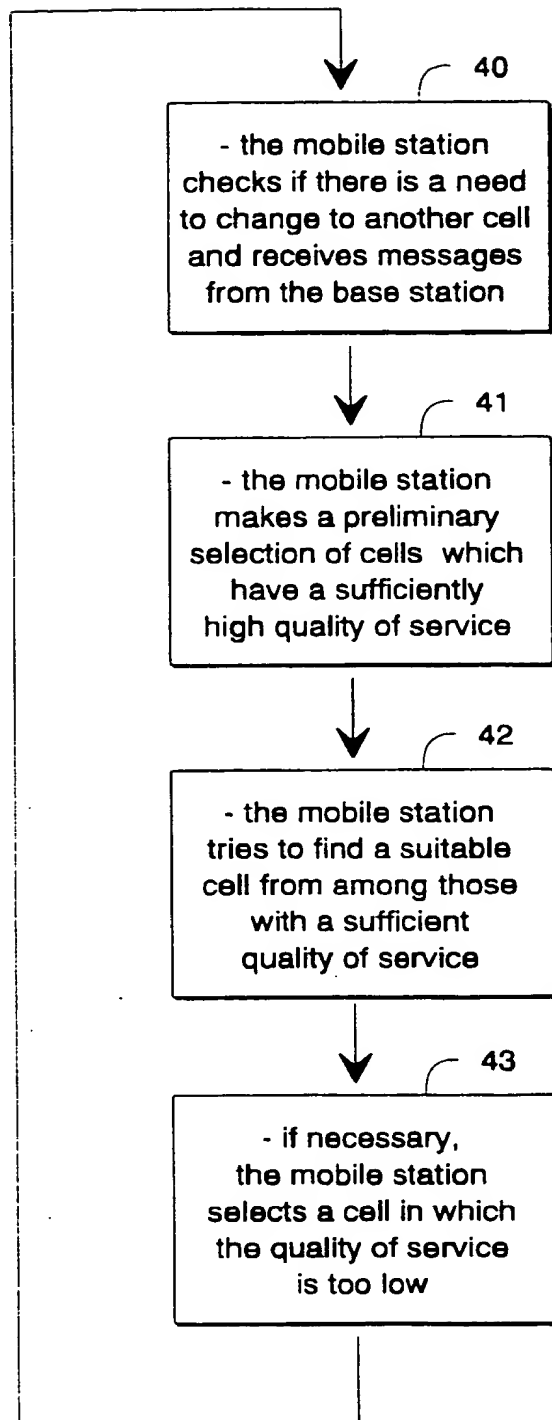 40
- the mobile station
checks if there is a need
to change to another cell
and receives messages
from the base station
41
- the mobile station
makes a preliminary
selection of cells which
have a sufficiently
high quality of service
42
- the mobile station
tries to find a suitable
cell from among those
with a sufficient
quality of service
43
- if necessary,
the mobile station
selects a cell in which
the quality of service
is too low